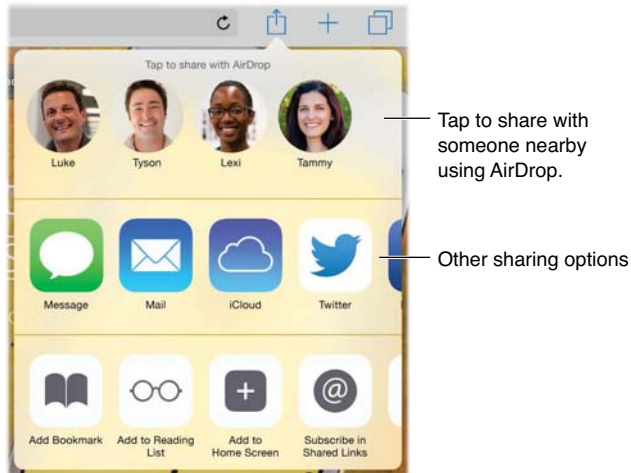 Tap to share with AirDrop
Luke
Tyson
Lexi
Tammy
Tap to share with
someone nearby
using AirDrop.
Message
Mail
iCloud
Twitter
Other sharing options
Add Bookmark
Add to Reading
List
Add to
Home Screen
Subscribe in
Shared Links